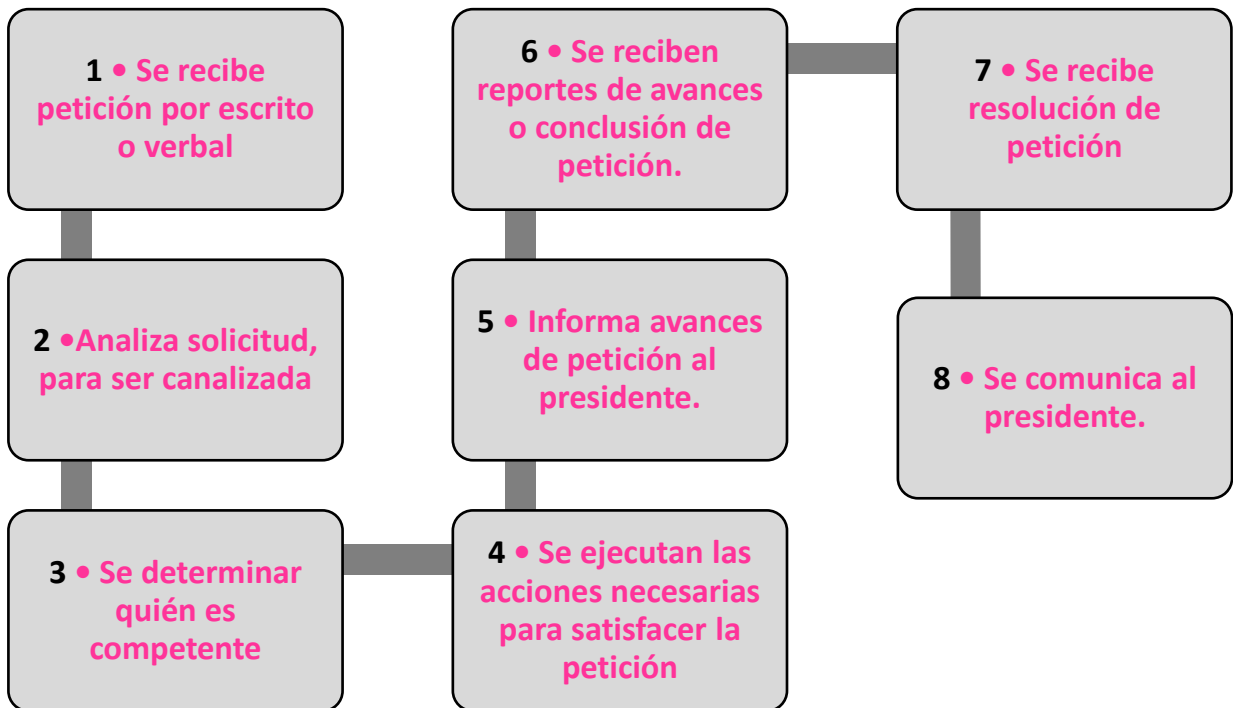 1 • Se recibe
petición por escrito
o verbal
2 •Analiza solicitud,
para ser canalizada
3 • Se determinar
quién es
competente
4 • Se ejecutan las
acciones necesarias
para satisfacer la
petición
5 • Informa avances
de petición al
presidente.
6 • Se reciben
reportes de avances
o conclusión de
petición.
7 • Se recibe
resolución de
petición
8 • Se comunica al
presidente.